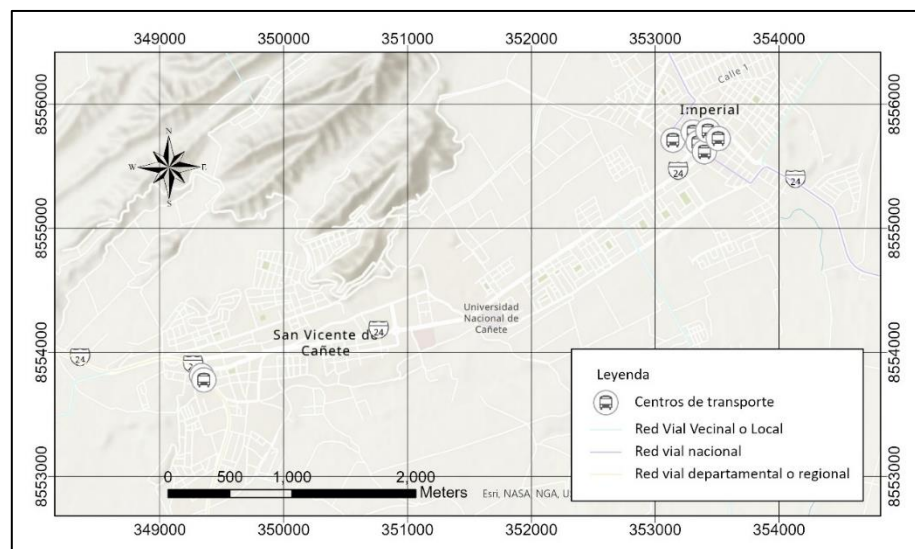 349000 350000 351000 352000 353000 354000
8556000
8555000
8554000
8553000
8556000
8555000
8554000
8553000
Calle 1
Imperial
N
W E
S
24
24
Universidad
Nacional de
Cañete
24
San Vicente de
Cañete
24
Leyenda
Centros de transporte
Red Vial Vecinal o Local
Red vial nacional
Red vial departamental o regional
0 500 1,000 2,000
Meters
Esri, NASA, NGA,
349000 350000 351000 352000 353000 354000